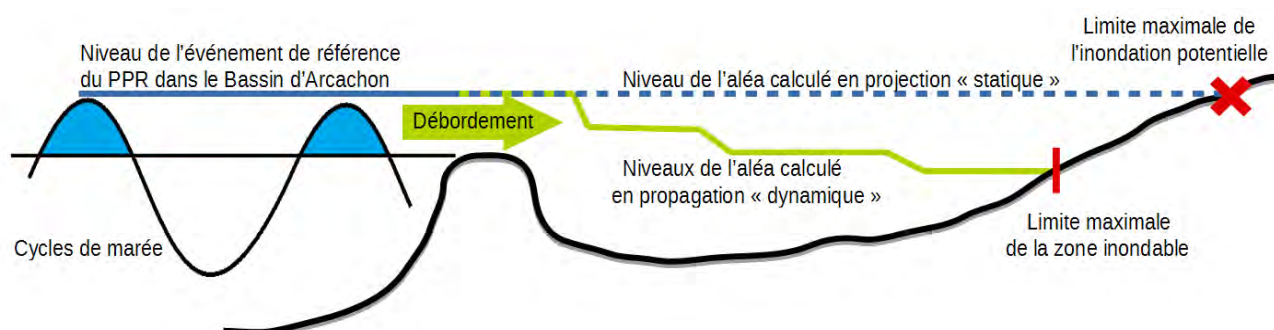 Niveau de l'événement de référence
du PPR dans le Bassin d'Arcachon
Niveau de l'aléa calculé en projection « statique »
Limite maximale de
l'inondation potentielle
Débordement
Niveaux de l'aléa calculé
en propagation « dynamique »
Cycles de marée
Limite maximale
de la zone inondable